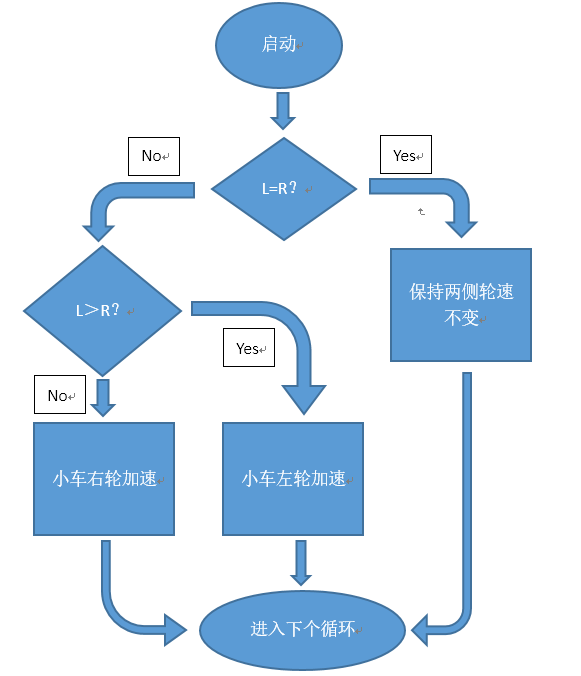 启动
No
Yes
L=R？
L＞R？
保持两侧轮速
不变
Yes
No
小车右轮加速
小车左轮加速
进入下个循环